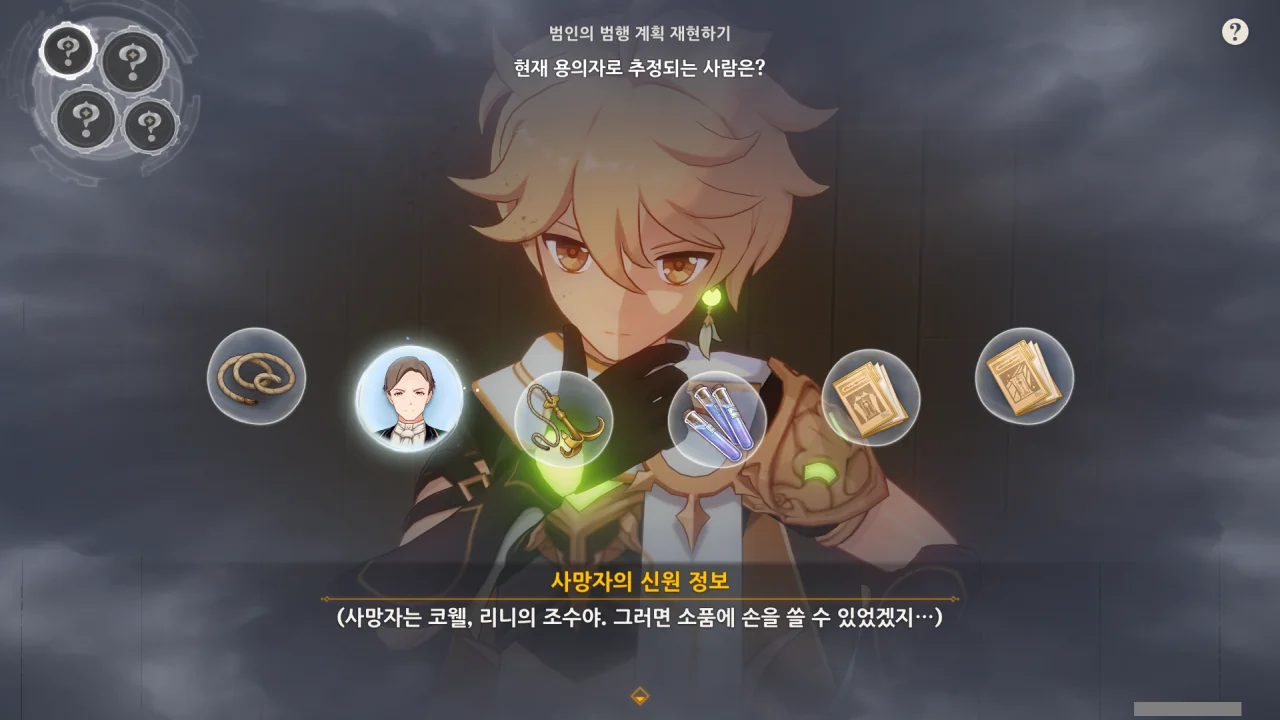 범인의 범행 계획 재현하기
현재 용의자로 추정되는 사람은?
사망자의 신원 정보
(사망자는 코웰, 리니의 조수야. 그러면 소품에 손을 쓸 수 있었겠지…)